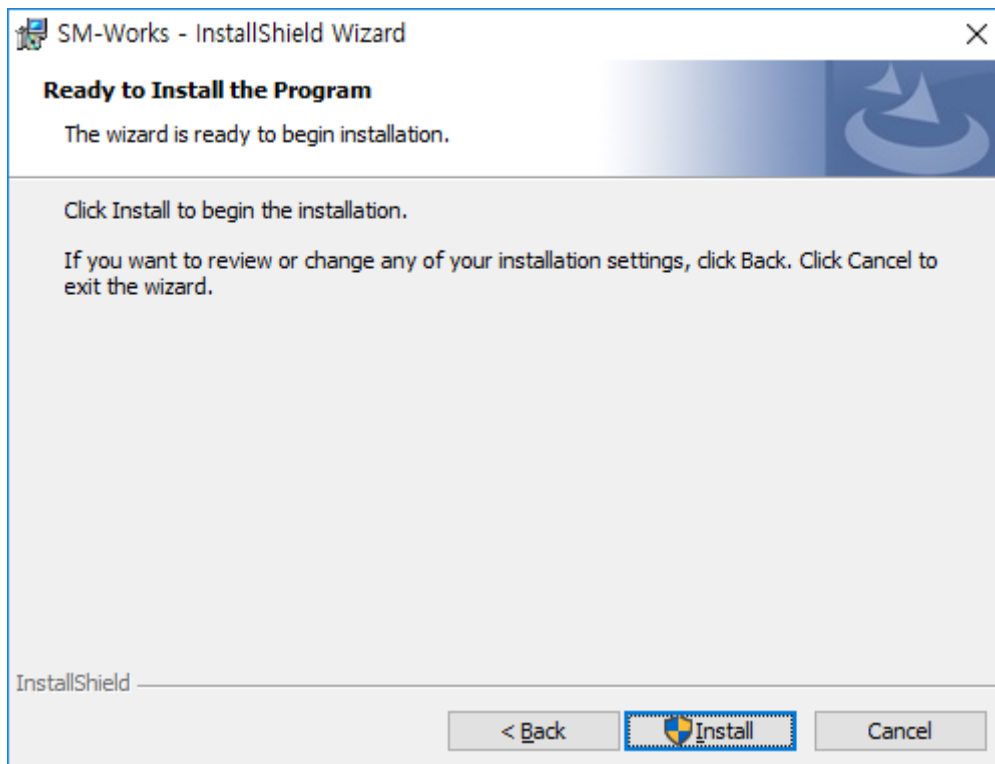 SM-Works - InstallShield Wizard
Ready to Install the Program
The wizard is ready to begin installation.
Click Install to begin the installation.
If you want to review or change any of your installation settings, click Back. Click Cancel to
exit the wizard.
InstallShield
< Back
Install
Cancel